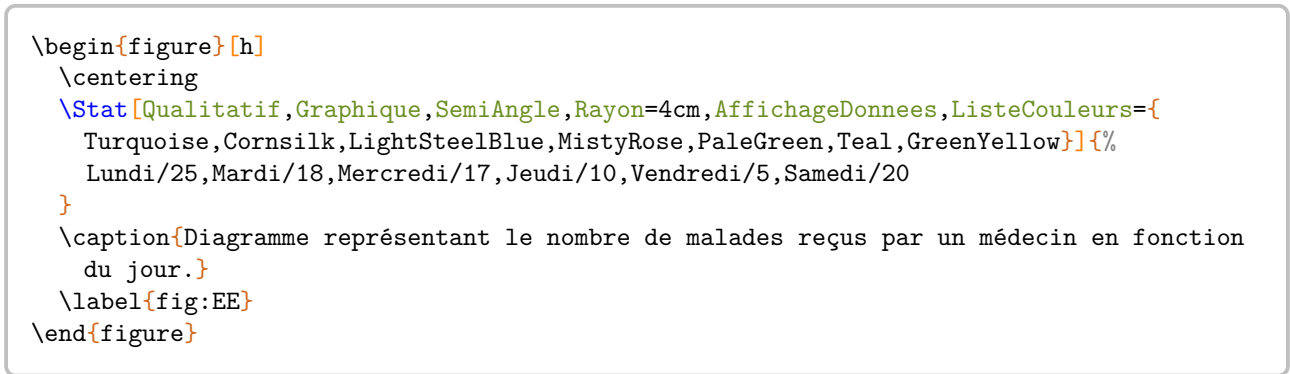 \begin{figure}[h]
\centering
\Stat[Qualitatif,Graphique,SemiAngle,Rayon=4cm,AffichageDonnees,ListeCouleurs={
Turquoise,Cornsilk,LightSteelBlue,MistyRose,PaleGreen,Teal,GreenYellow}]{%
Lundi/25,Mardi/18,Mercredi/17,Jeudi/10,Vendredi/5,Samedi/20
}
\caption{Diagramme représentant le nombre de malades reçus par un médecin en fonction
du jour.}
\label{fig:EE}
\end{figure}